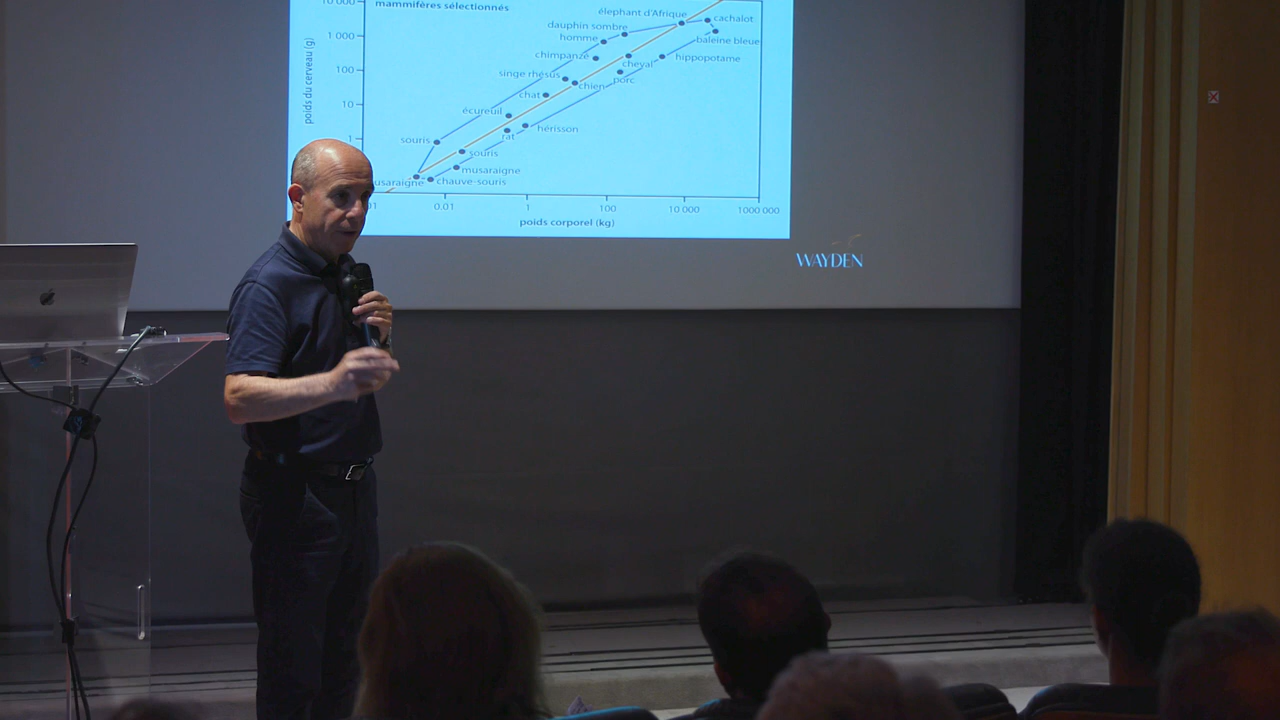 mammifères sélectionnés
10 000
1 000
100
10
1
poids du cerveau (g)
éléphant d'Afrique
cachalot
dauphin sombre
homme
baleine bleue
chimpanzé
hippopotame
cheval
singe rhésus
porc
chien
chat
écureuil
hérisson
rat
souris
souris
musaraigne
usaraigne
chauve-souris
01
0.01
1
100
10 000
1000 000
poids corporel (kg)
WAYDEN